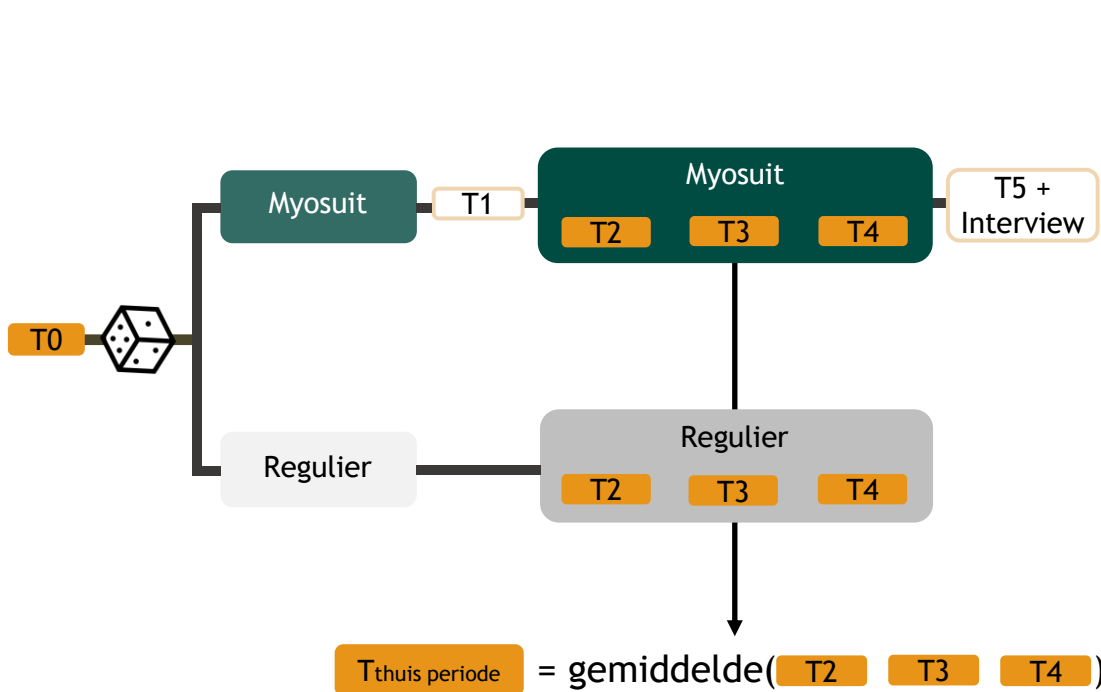 Myosuit
T1
Myosuit
T2 T3 T4
T5 +
Interview
T0
Regulier
Regulier
T2 T3 T4
Tthuis periode = gemiddelde( T2 T3 T4 )